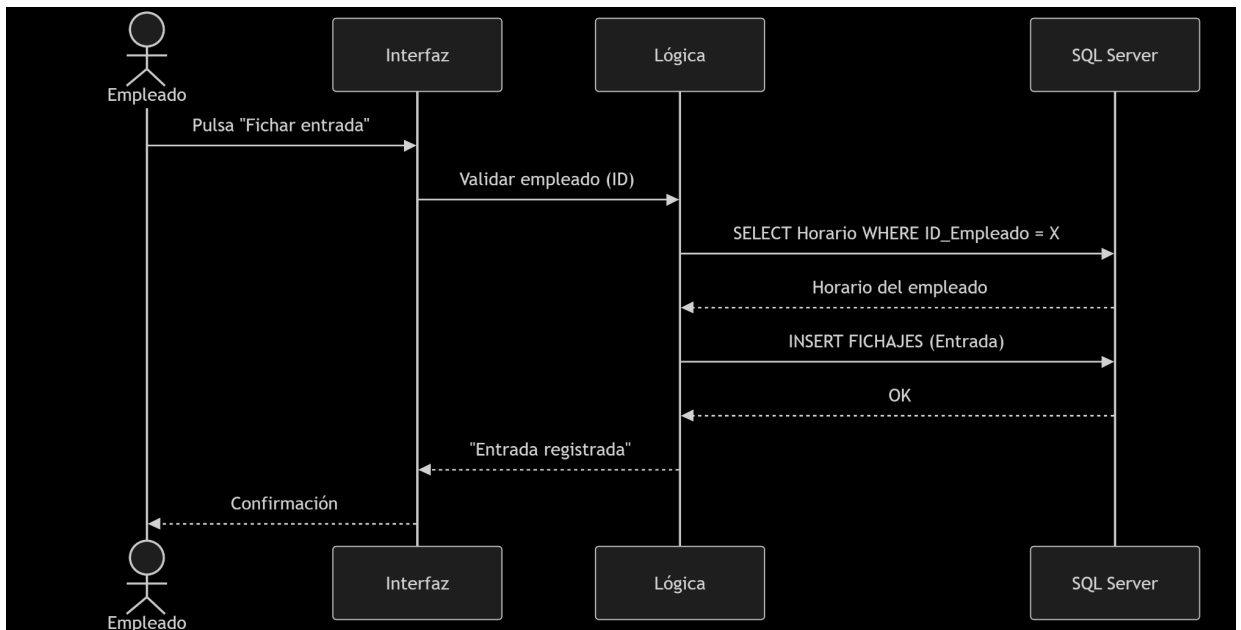 Interfaz
Lógica
SQL Server
Empleado
Pulsa "Fichar entrada"
Validar empleado (ID)
SELECT Horario WHERE ID_Empleado = X
Horario del empleado
INSERT FICHAJES (Entrada)
OK
"Entrada registrada"
Confirmación
Interfaz
Lógica
SQL Server
Empleado